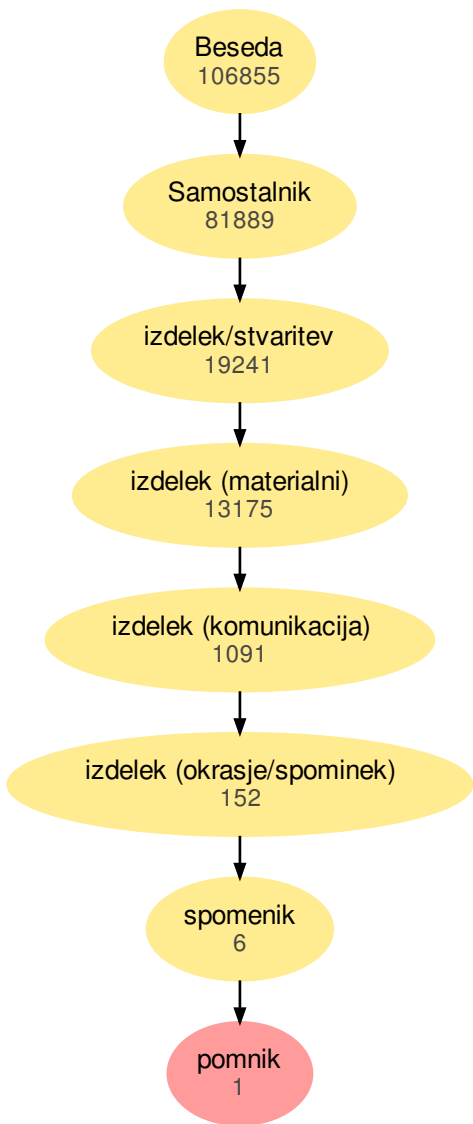 Beseda
106855
Samostalnik
81889
izdelek/stvaritev
19241
izdelek (materialni)
13175
izdelek (komunikacija)
1091
izdelek (okrasje/spominek)
152
spomenik
6
pomnik
1